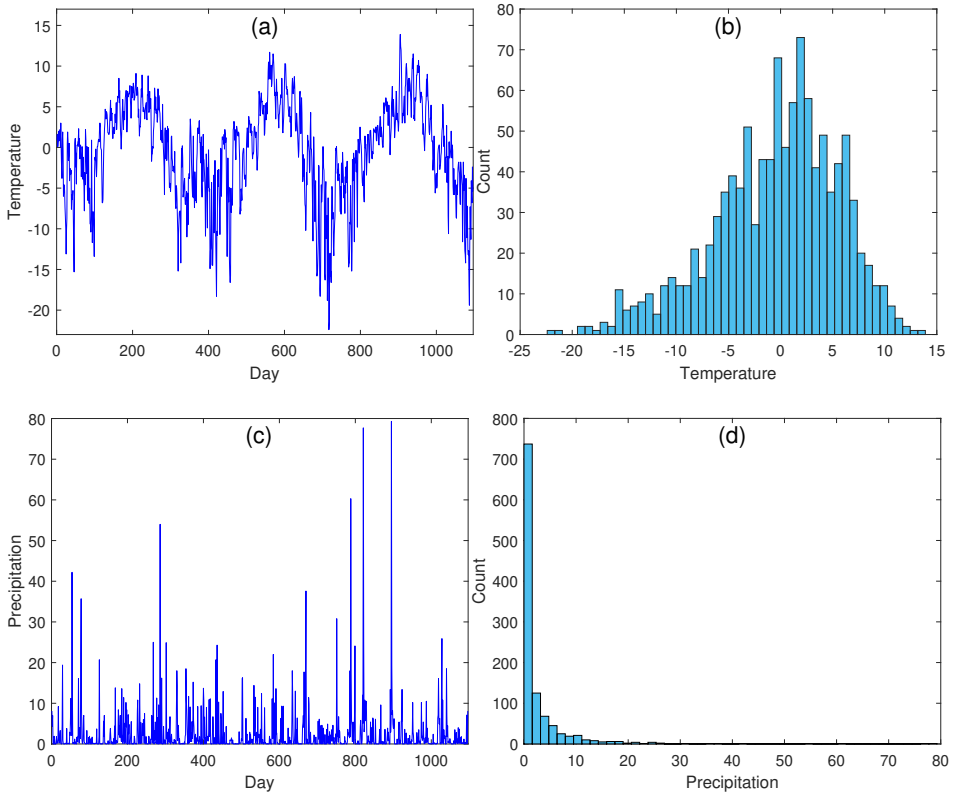 (a)
15
10
5
0
-5
-10
-15
-20
Temperature
0 200 400 600 800 1000
Day
(b)
80
70
60
50
40
30
20
10
0
Count
-25 -20 -15 -10 -5 0 5 10 15
Temperature
(c)
80
70
60
50
40
30
20
10
0
Precipitation
0 200 400 600 800 1000
Day
(d)
800
700
600
500
400
300
200
100
0
Count
0 10 20 30 40 50 60 70 80
Precipitation